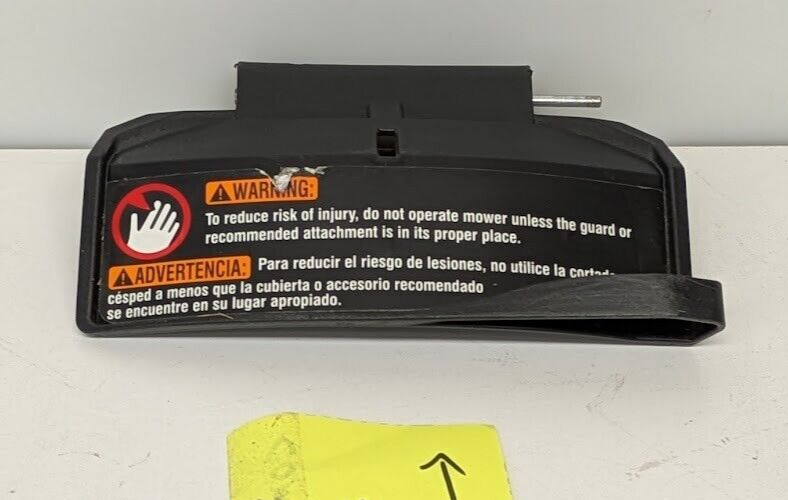 WARNING:
To reduce risk of injury, do not operate mower unless the guard or
recommended attachment is in its proper place.
ADVERTENCIA: Para reducir el riesgo de lesiones, no utilice la
césped a menos que la cubierta o accesorio recomendado
se encuentre en su lugar apropiado.